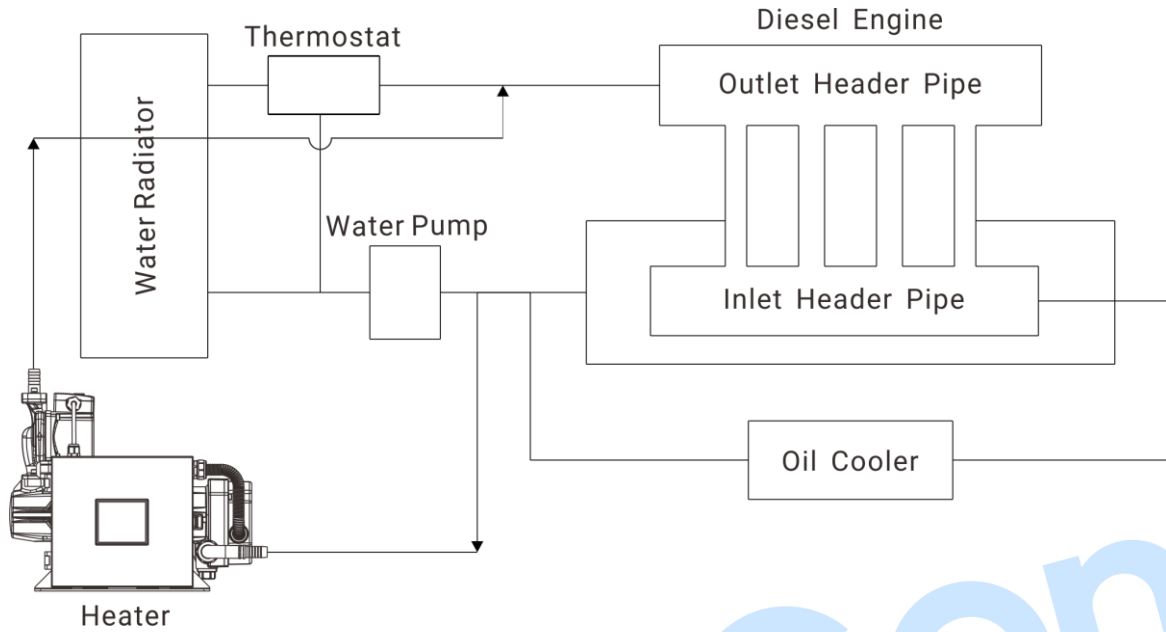 Diesel Engine
Thermostat
Outlet Header Pipe
Water Radiator
Water Pump
Inlet Header Pipe
Oil Cooler
Heater